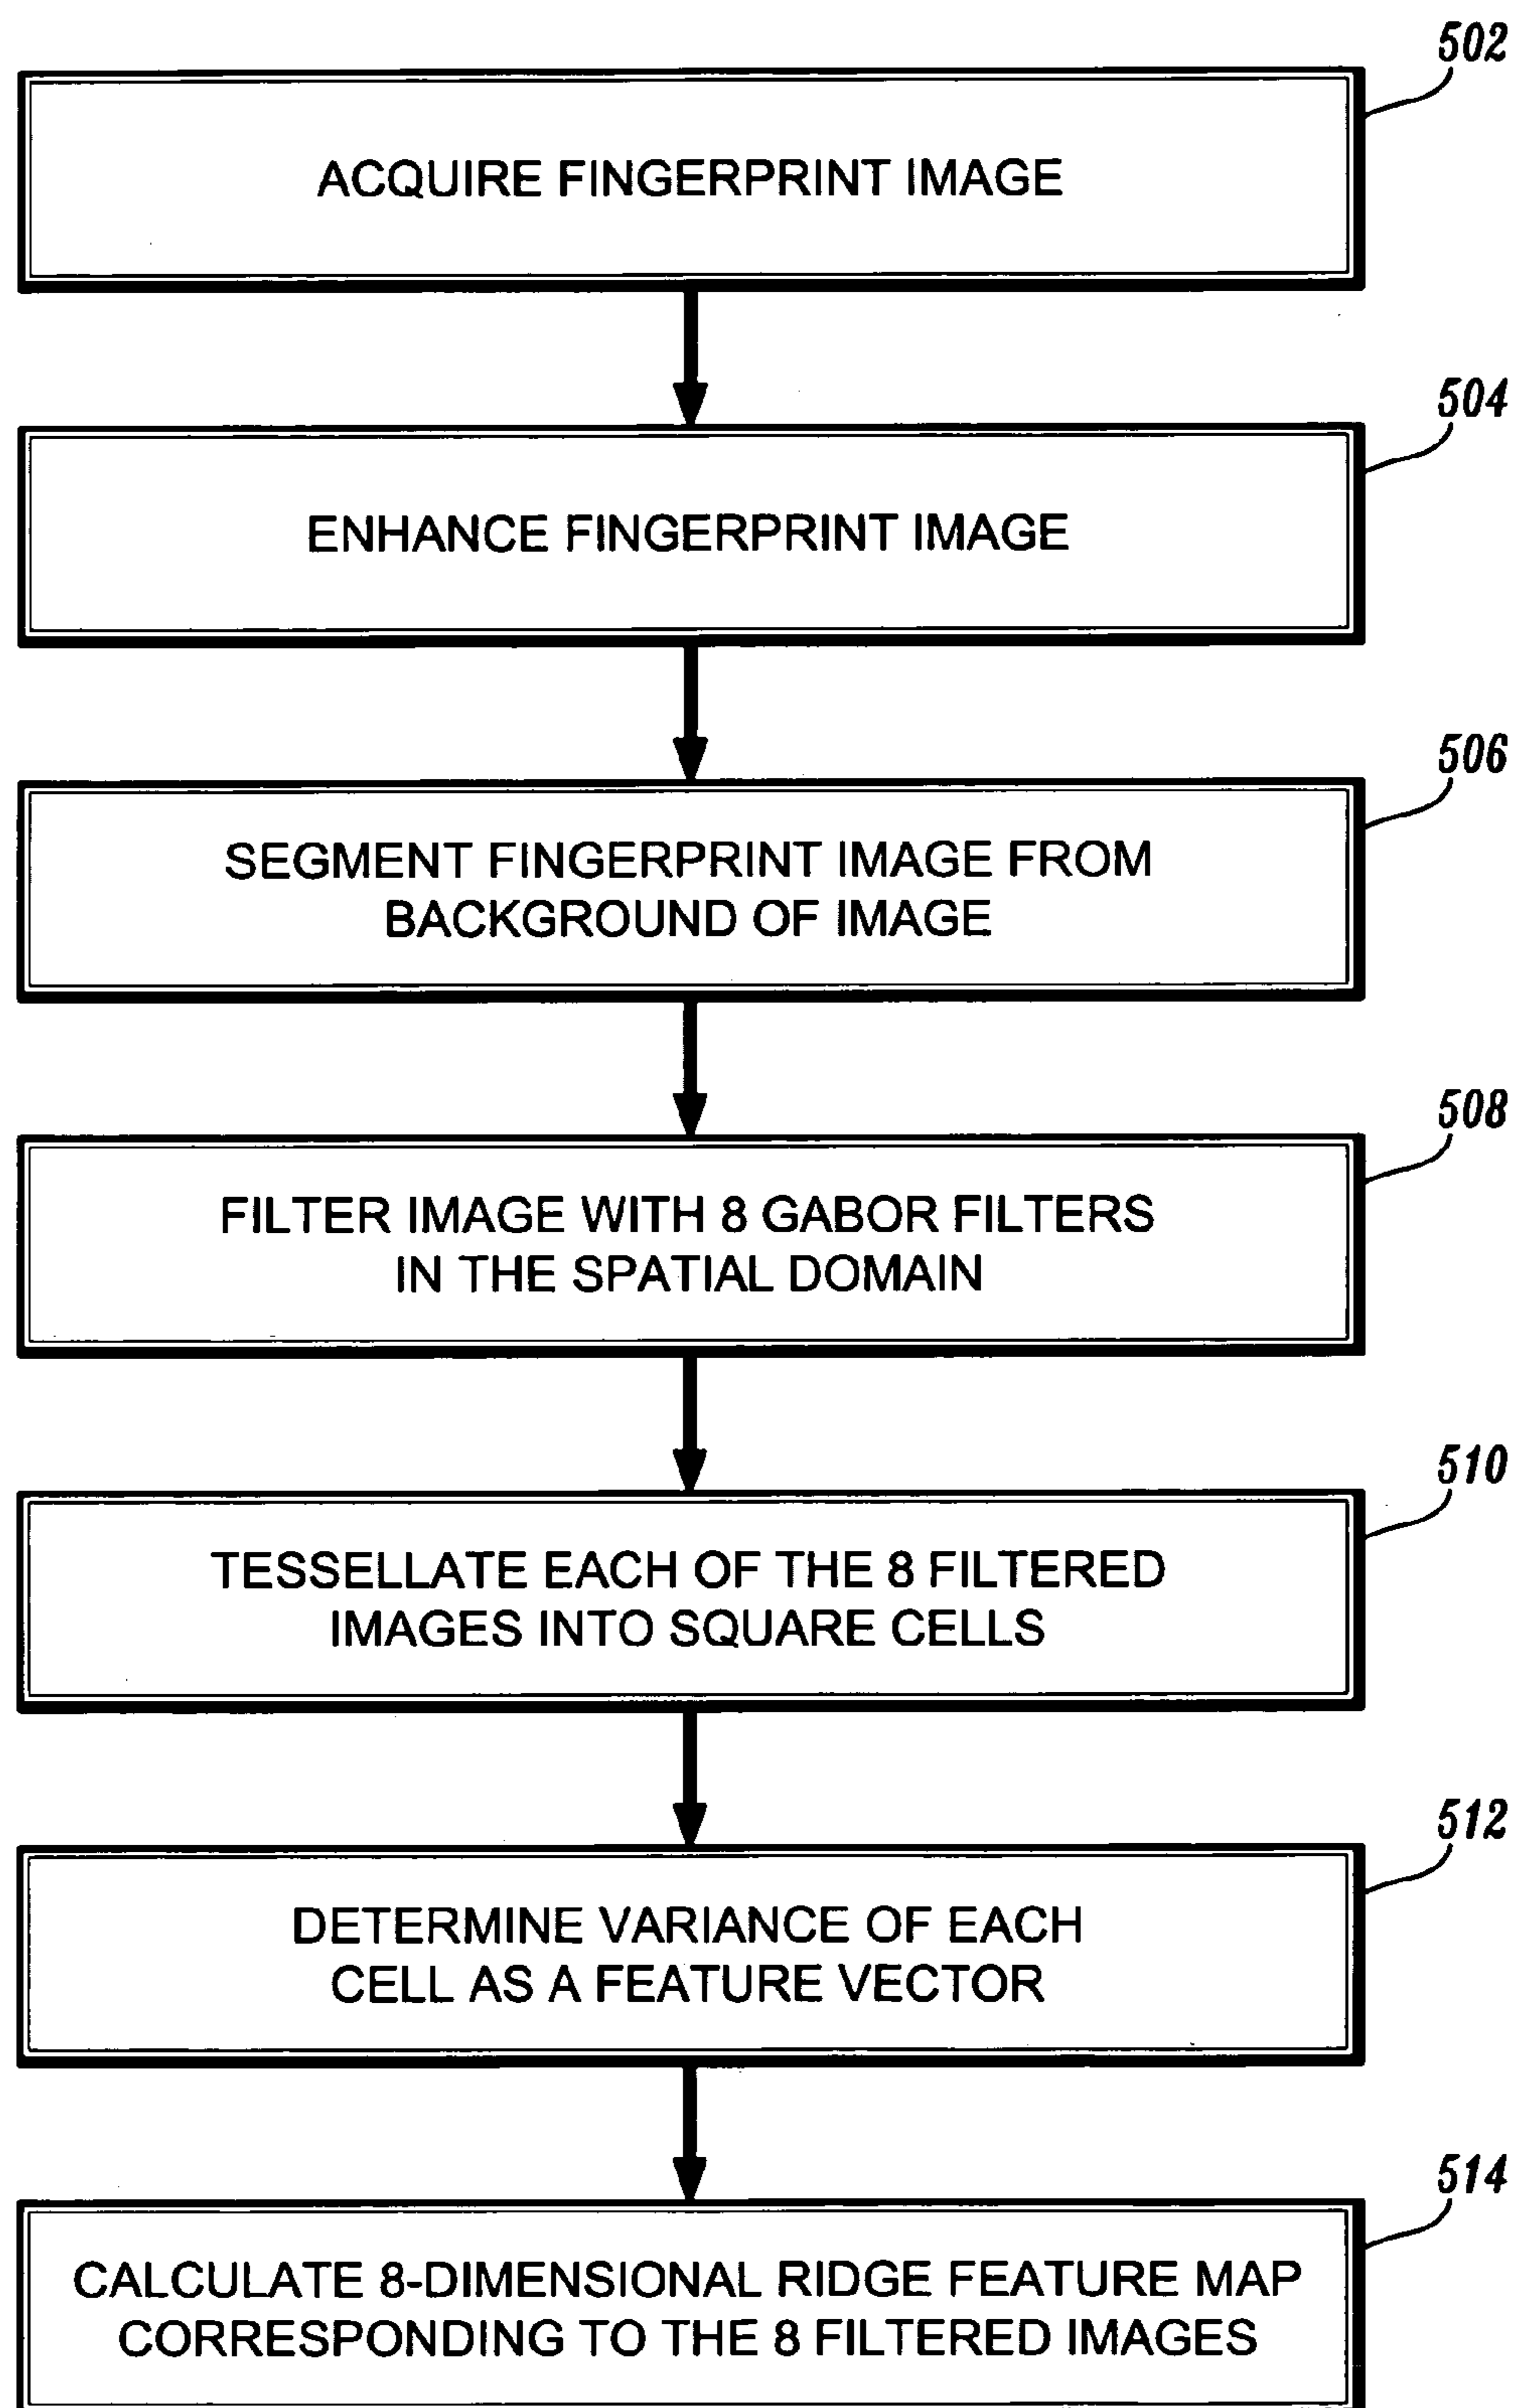 502
ACQUIRE FINGERPRINT IMAGE
504
ENHANCE FINGERPRINT IMAGE
506
SEGMENT FINGERPRINT IMAGE FROM
BACKGROUND OF IMAGE
508
FILTER IMAGE WITH 8 GABOR FILTERS
IN THE SPATIAL DOMAIN
510
TESSELLATE EACH OF THE 8 FILTERED
IMAGES INTO SQUARE CELLS
512
DETERMINE VARIANCE OF EACH
CELL AS A FEATURE VECTOR
514
CALCULATE 8-DIMENSIONAL RIDGE FEATURE MAP
CORRESPONDING TO THE 8 FILTERED IMAGES